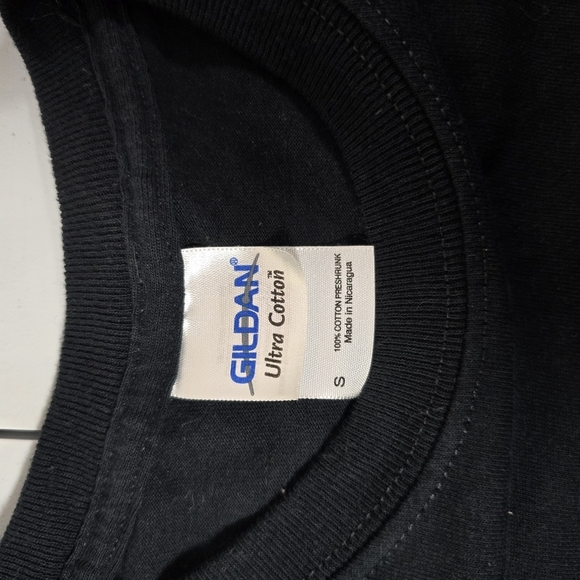 GILDAN®
Ultra Cotton™
S
100% COTTON PRESHRUNK
Made in Nicaragua